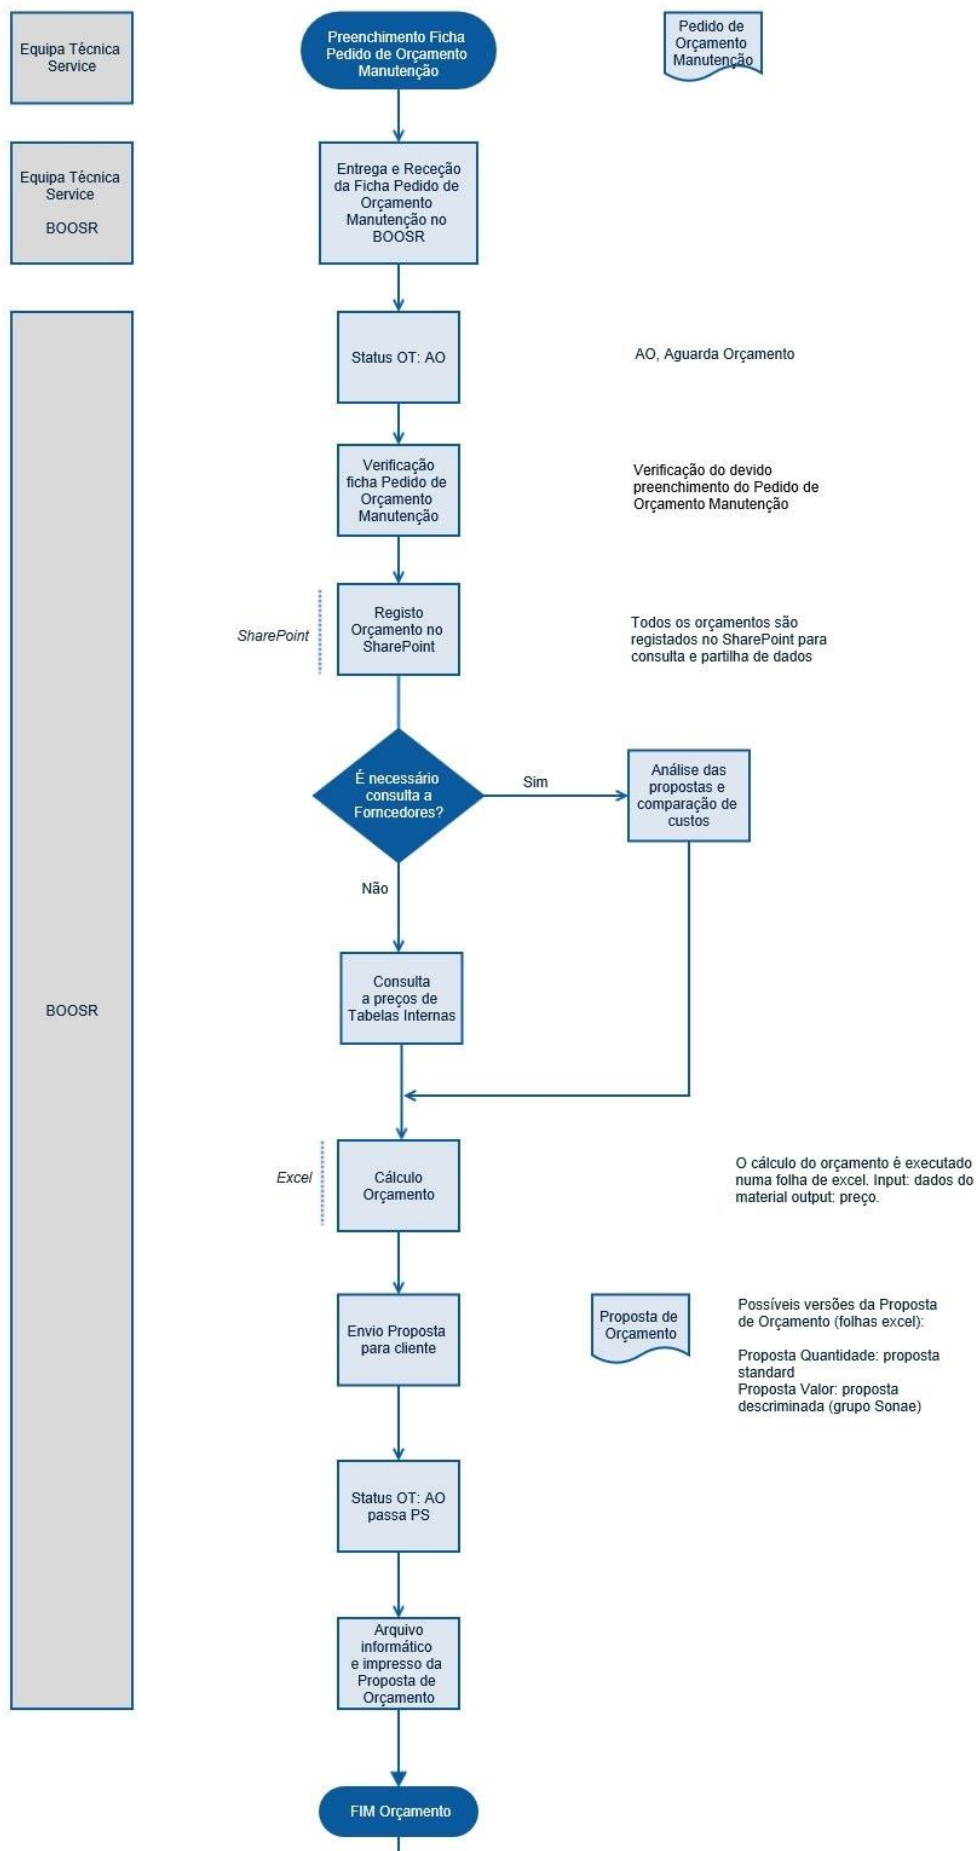 Equipa Técnica
Service
Preenchimento Ficha
Pedido de Orçamento
Manutenção
Pedido de
Orçamento
Manutenção
Equipa Técnica
Service
BOOSR
Entrega e Receção
da Ficha Pedido de
Orçamento
Manutenção no
BOOSR
Status OT: AO
AO, Aguarda Orçamento
Verificação
ficha Pedido de
Orçamento
Manutenção
Verificação do devido
preenchimento do Pedido de
Orçamento Manutenção
SharePoint
Registo
Orçamento no
SharePoint
Todos os orçamentos são
registados no SharePoint para
consulta e partilha de dados
É necessário
consulta a
Forncedores?
Sim
Análise das
propostas e
comparação de
custos
Não
BOOSR
Consulta
a preços de
Tabelas Internas
Excel
Cálculo
Orçamento
O cálculo do orçamento é executado
numa folha de excel. Input: dados do
material output: preço.
Envio Proposta
para cliente
Proposta de
Orçamento
Possíveis versões da Proposta
de Orçamento (folhas excel):
Proposta Quantidade: proposta
standard
Proposta Valor: proposta
descriminada (grupo Sonae)
Status OT: AO
passa PS
Arquivo
informático
e impresso da
Proposta de
Orçamento
FIM Orçamento